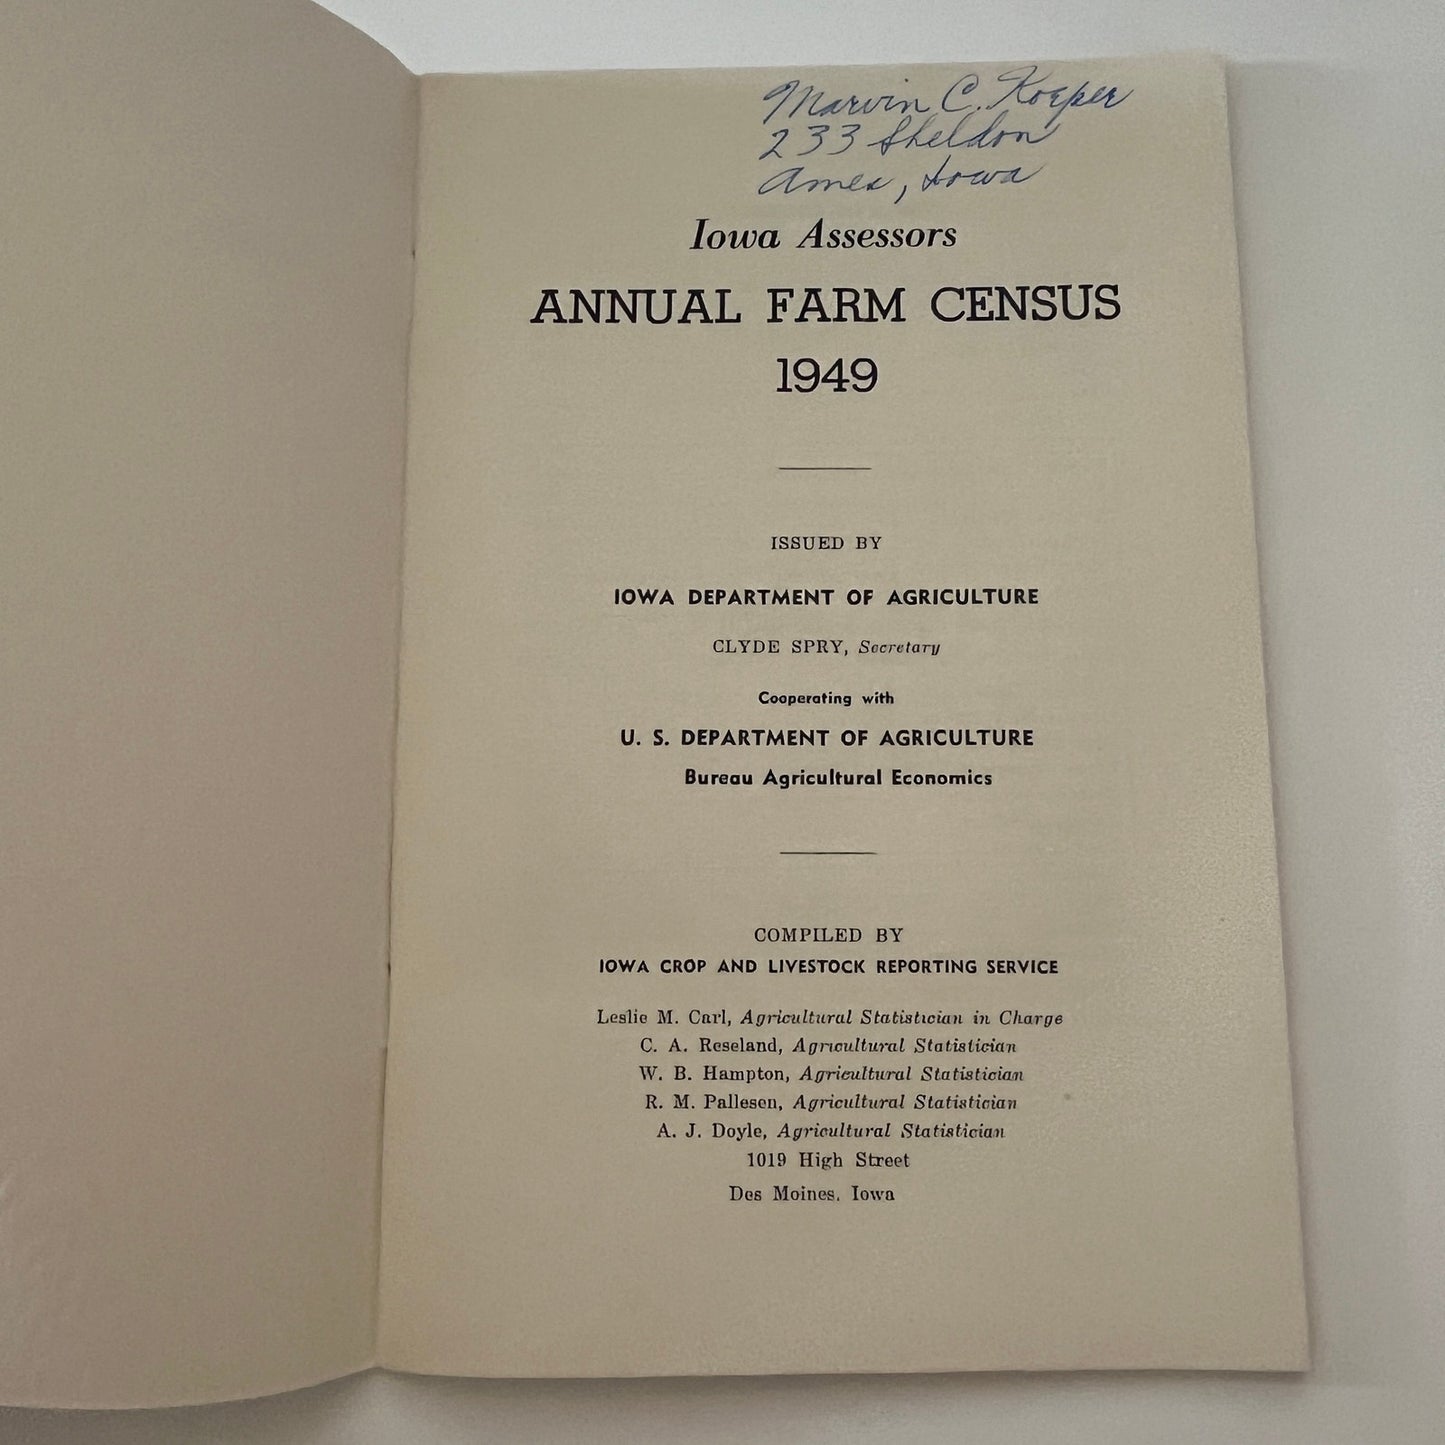 Marvin C. Koeper
233 Sheldon
Ames, Iowa
Iowa Assessors
ANNUAL FARM CENSUS
1949
ISSUED BY
IOWA DEPARTMENT OF AGRICULTURE
CLYDE SPRY, Secretary
Cooperating with
U. S. DEPARTMENT OF AGRICULTURE
Bureau Agricultural Economics
COMPILED BY
IOWA CROP AND LIVESTOCK REPORTING SERVICE
Leslie M. Carl, Agricultural Statistician in Charge
C. A. Reseland, Agricultural Statistician
W. B. Hampton, Agricultural Statistician
R. M. Pallesen, Agricultural Statistician
A. J. Doyle, Agricultural Statistician
1019 High Street
Des Moines, Iowa